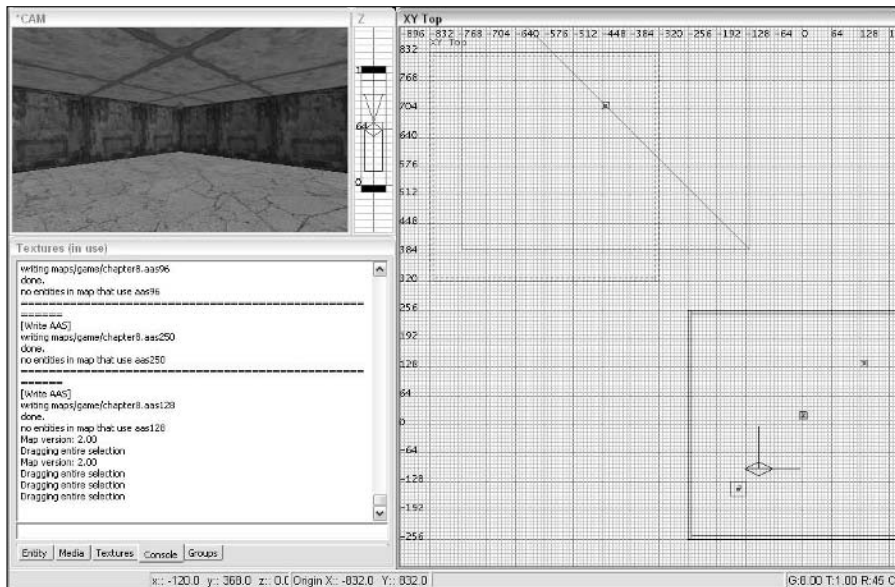 *CAM
Z
XY Top
-896 -832 -768 -704 -640 -576 -512 -448 -384 -320 -256 -192 -128 -64 0 64 128
XY Top
832
768
704
640
576
512
448
384
320
256
192
128
64
0
-64
-128
-192
-256
64
0
Textures (in use)
writing maps/game/chapter8.aas96
done.
no entities in map that use aas96
======================================================
======
[Write AAS]
writing maps/game/chapter8.aas250
done.
no entities in map that use aas250
======================================================
======
[Write AAS]
writing maps/game/chapter8.aas128
done.
no entities in map that use aas128
Map version: 2.00
Dragging entire selection
Map version: 2.00
Dragging entire selection
Dragging entire selection
Dragging entire selection
Entity Media Textures Console Groups
x:: -120.0 y:: 368.0 z:: 0.0 Origin X:: -832.0 Y:: 832.0 G:8.00 T:1.00 R:45